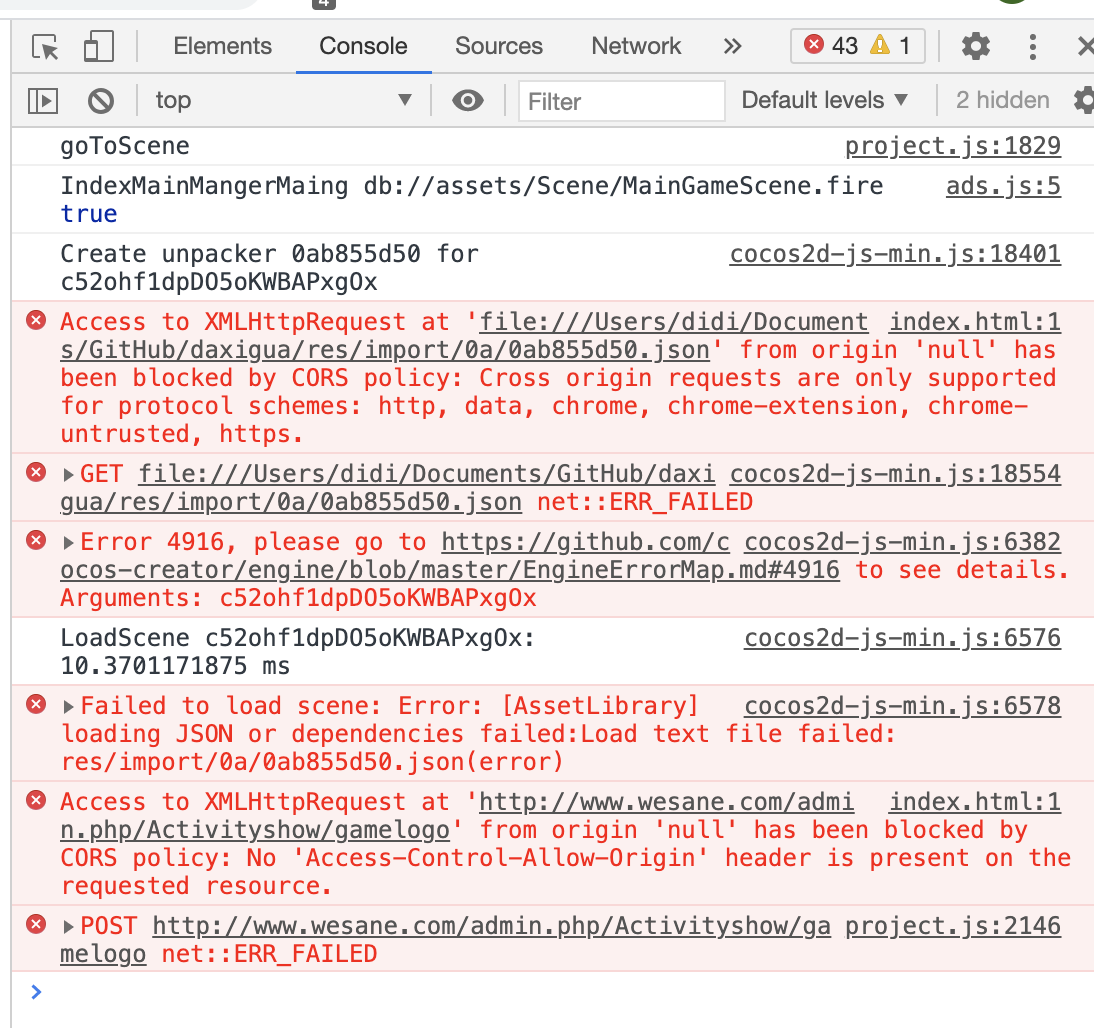 4
Elements Console Sources Network » 43 1
top ▼ Filter Default levels ▼ 2 hidden
goToScene project.js:1829
IndexMainMangerMaing db://assets/Scene/MainGameScene.fire ads.js:5
true
Create unpacker 0ab855d50 for cocos2d-js-min.js:18401
c52ohf1dpDO5oKWBAPxgOx
Access to XMLHttpRequest at 'file:///Users/didi/Document index.html:1
s/GitHub/daxigua/res/import/0a/0ab855d50.json' from origin 'null' has
been blocked by CORS policy: Cross origin requests are only supported
for protocol schemes: http, data, chrome, chrome-extension, chrome-
untrusted, https.
GET file:///Users/didi/Documents/GitHub/daxi cocos2d-js-min.js:18554
gua/res/import/0a/0ab855d50.json net::ERR_FAILED
Error 4916, please go to https://github.com/c cocos2d-js-min.js:6382
ocos-creator/engine/blob/master/EngineErrorMap.md#4916 to see details.
Arguments: c52ohf1dpDO5oKWBAPxgOx
LoadScene c52ohf1dpDO5oKWBAPxgOx: cocos2d-js-min.js:6576
10.3701171875 ms
Failed to load scene: Error: [AssetLibrary] cocos2d-js-min.js:6578
loading JSON or dependencies failed:Load text file failed:
res/import/0a/0ab855d50.json(error)
Access to XMLHttpRequest at 'http://www.wesane.com/admi index.html:1
n.php/Activityshow/gamelogo' from origin 'null' has been blocked by
CORS policy: No 'Access-Control-Allow-Origin' header is present on the
requested resource.
POST http://www.wesane.com/admin.php/Activityshow/ga project.js:2146
melogo net::ERR_FAILED